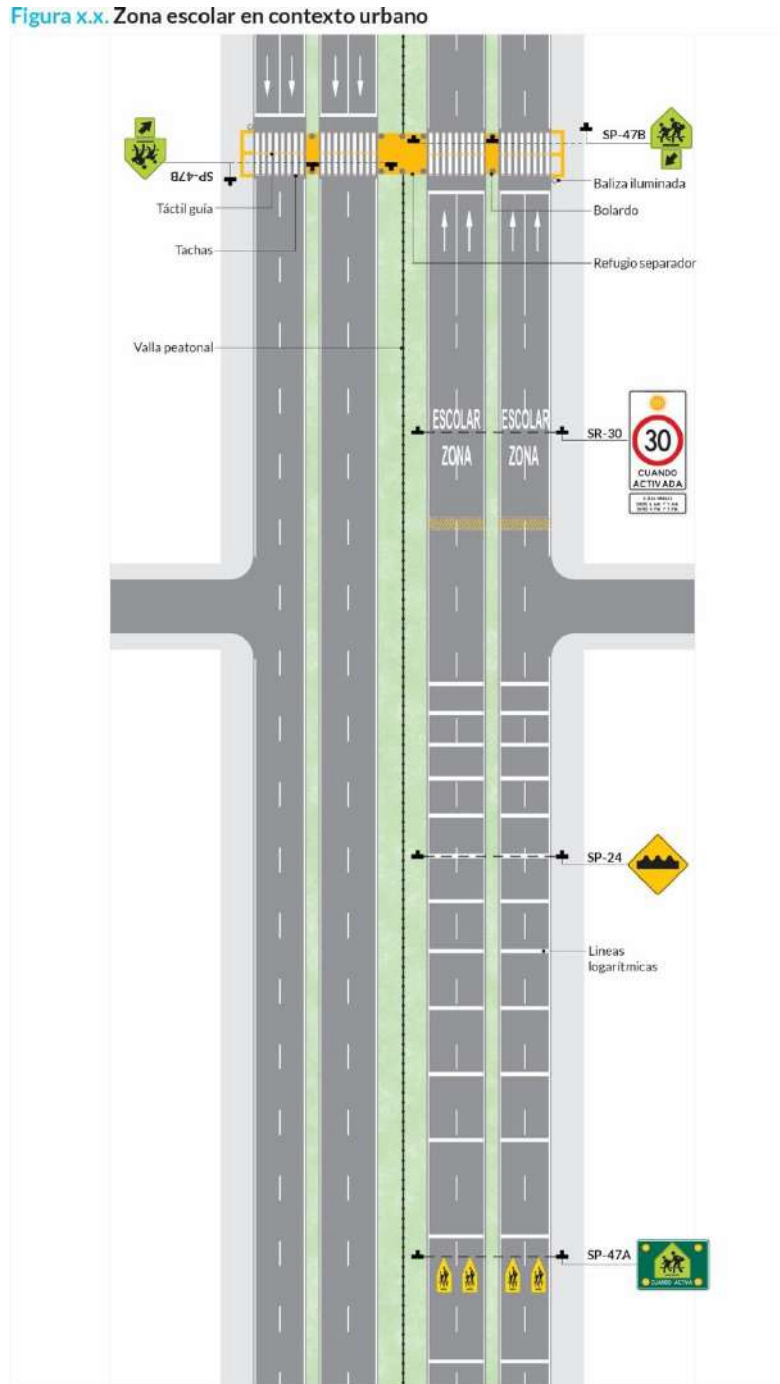 Figura x.x. Zona escolar en contexto urbano
SP-47B
SP-47B
Baliza iluminada
Táctil guía
Bolardo
Tachas
Refugio separador
Valla peatonal
ESCOLAR ESCOLAR
ZONA ZONA
SR-30
30
CUANDO
ACTIVADA
SP-24
Lineas
logarítmicas
SP-47A
CUANDO ACTIVA